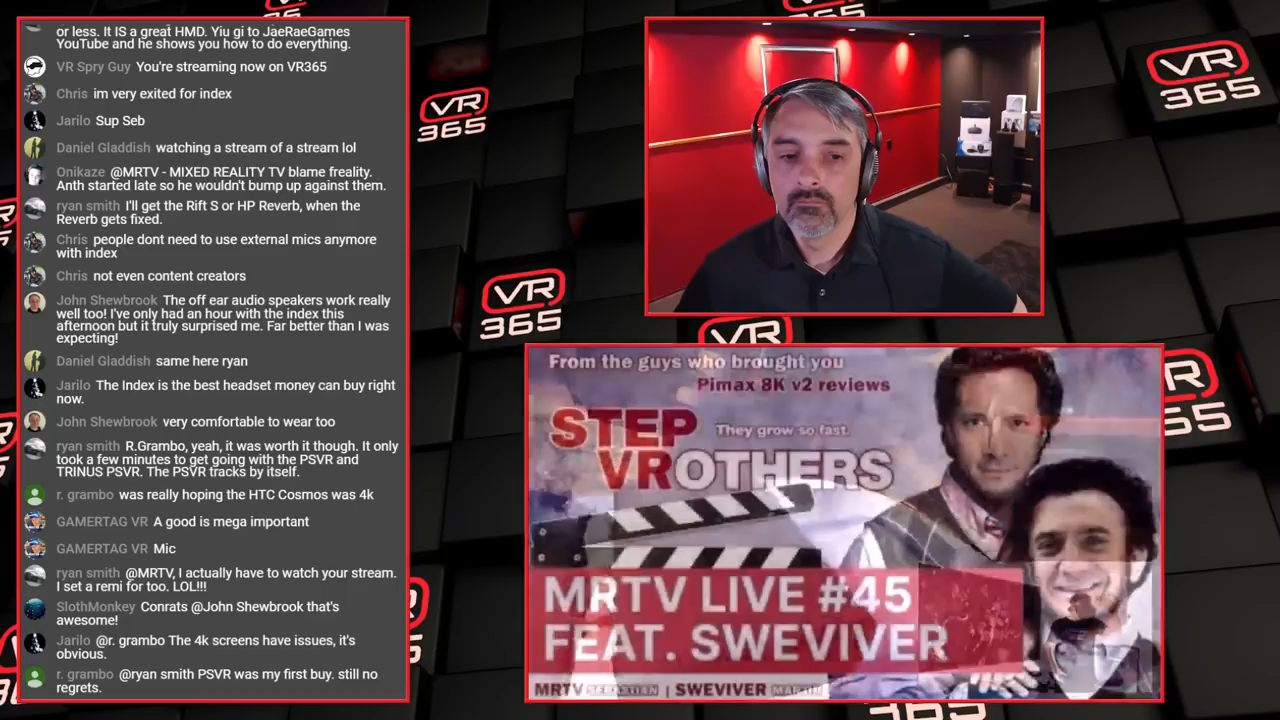 or less. It IS a great HMD. Yiu gi to JaeRaeGames
YouTube and he shows you how to do everything.
VR Spry Guy You're streaming now on VR365
Chris im very exited for index
Jarilo Sup Seb
Daniel Gladdish watching a stream of a stream lol
Onikaze @MRTV - MIXED REALITY TV blame freality.
Anth started late so he wouldn't bump up against them.
ryan smith I'll get the Rift S or HP Reverb, when the
Reverb gets fixed.
Chris people dont need to use external mics anymore
with index
Chris not even content creators
John Shewbrook The off ear audio speakers work really
well too! I've only had an hour with the index this
afternoon but it truly surprised me. Far better than I was
expecting!
Daniel Gladdish same here ryan
Jarilo The Index is the best headset money can buy right
now.
John Shewbrook very comfortable to wear too
ryan smith R.Grambo, yeah, it was worth it though. It only
took a few minutes to get going with the PSVR and
TRINUS PSVR. The PSVR tracks by itself.
r. grambo was really hoping the HTC Cosmos was 4k
GAMERTAG VR A good is mega important
GAMERTAG VR Mic
ryan smith @MRTV, I actually have to watch your stream.
I set a remi for too. LOL!!!
SlothMonkey Conrats @John Shewbrook that's
awesome!
Jarilo @r. grambo The 4k screens have issues, it's
obvious.
r. grambo @ryan smith PSVR was my first buy. still no
regrets.
VR
365
VR
365
VR
365
VR
365
From the guys who brought you
Pimax 8K v2 reviews
STEP They grow so fast.
VROTHERS
MRTV LIVE #45
FEAT. SWEVIVER
MRTV SEBASTIAN | SWEVIVER MARTIN